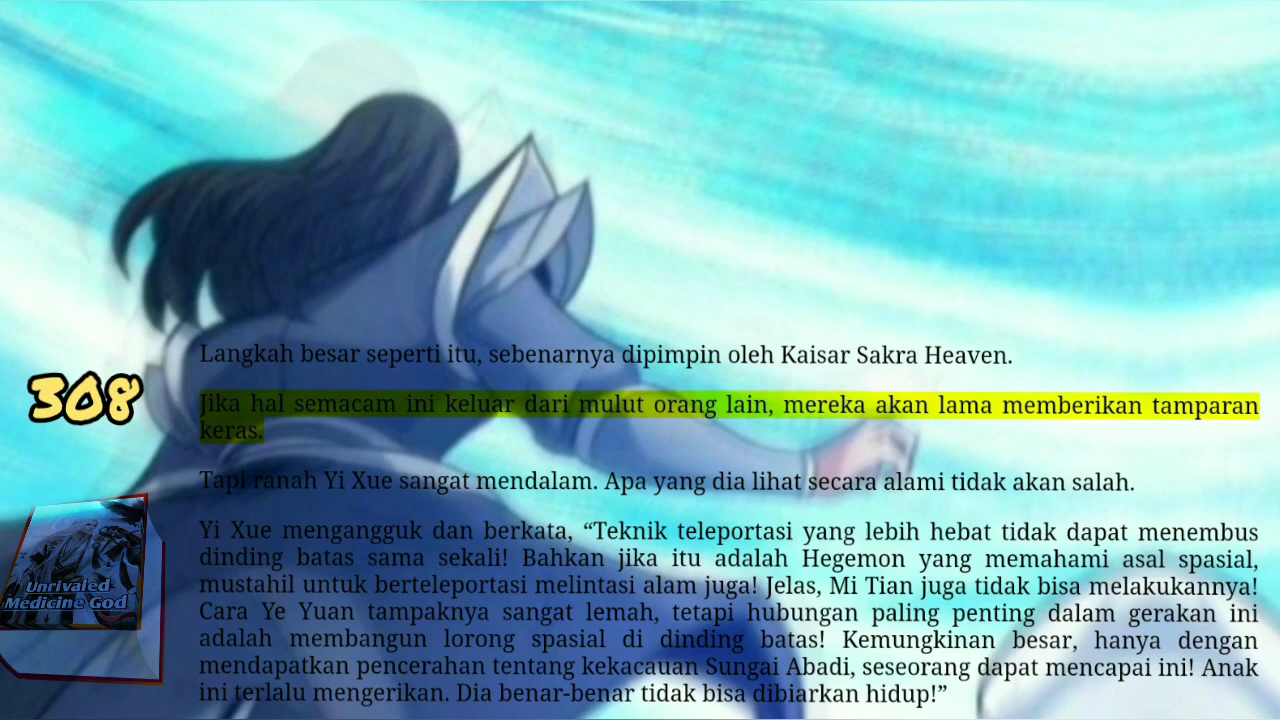 Langkah besar seperti itu, sebenarnya dipimpin oleh Kaisar Sakra Heaven.
Jika hal semacam ini keluar dari mulut orang lain, mereka akan lama memberikan tamparan
keras.
Tapi ranah Yi Xue sangat mendalam. Apa yang dia lihat secara alami tidak akan salah.
Yi Xue mengangguk dan berkata, “Teknik teleportasi yang lebih hebat tidak dapat menembus
dinding batas sama sekali! Bahkan jika itu adalah Hegemon yang memahami asal spasial,
mustahil untuk berteleportasi melintasi alam juga! Jelas, Mi Tian juga tidak bisa melakukannya!
Cara Ye Yuan tampaknya sangat lemah, tetapi hubungan paling penting dalam gerakan ini
adalah membangun lorong spasial di dinding batas! Kemungkinan besar, hanya dengan
mendapatkan pencerahan tentang kekacauan Sungai Abadi, seseorang dapat mencapai ini! Anak
ini terlalu mengerikan. Dia benar-benar tidak bisa dibiarkan hidup!”
308
Unrivaled
Medicine God